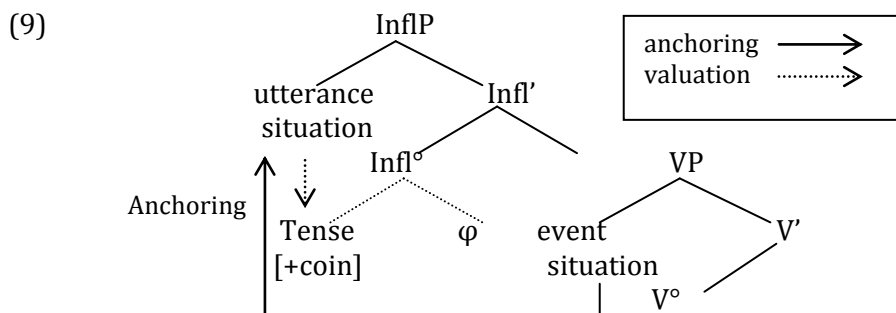 (9)
InflP
anchoring
valuation
utterance
situation
Infl’
Infl°
VP
Anchoring
Tense
[+coin]
φ
event
situation
V’
V°